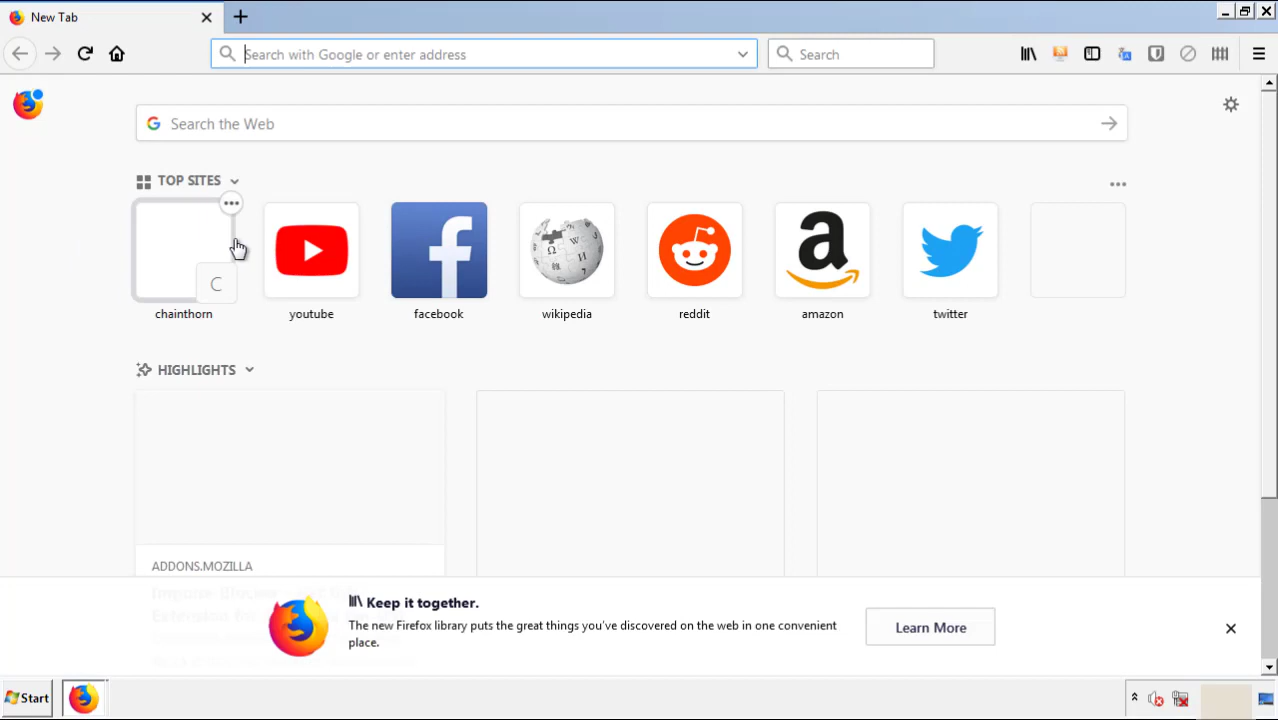 New Tab
Search with Google or enter address
Search
Search the Web
TOP SITES
C
chainthorn
youtube
facebook
wikipedia
reddit
amazon
twitter
HIGHLIGHTS
ADDONS.MOZILLA
Keep it together.
The new Firefox library puts the great things you've discovered on the web in one convenient
place.
Learn More
Start